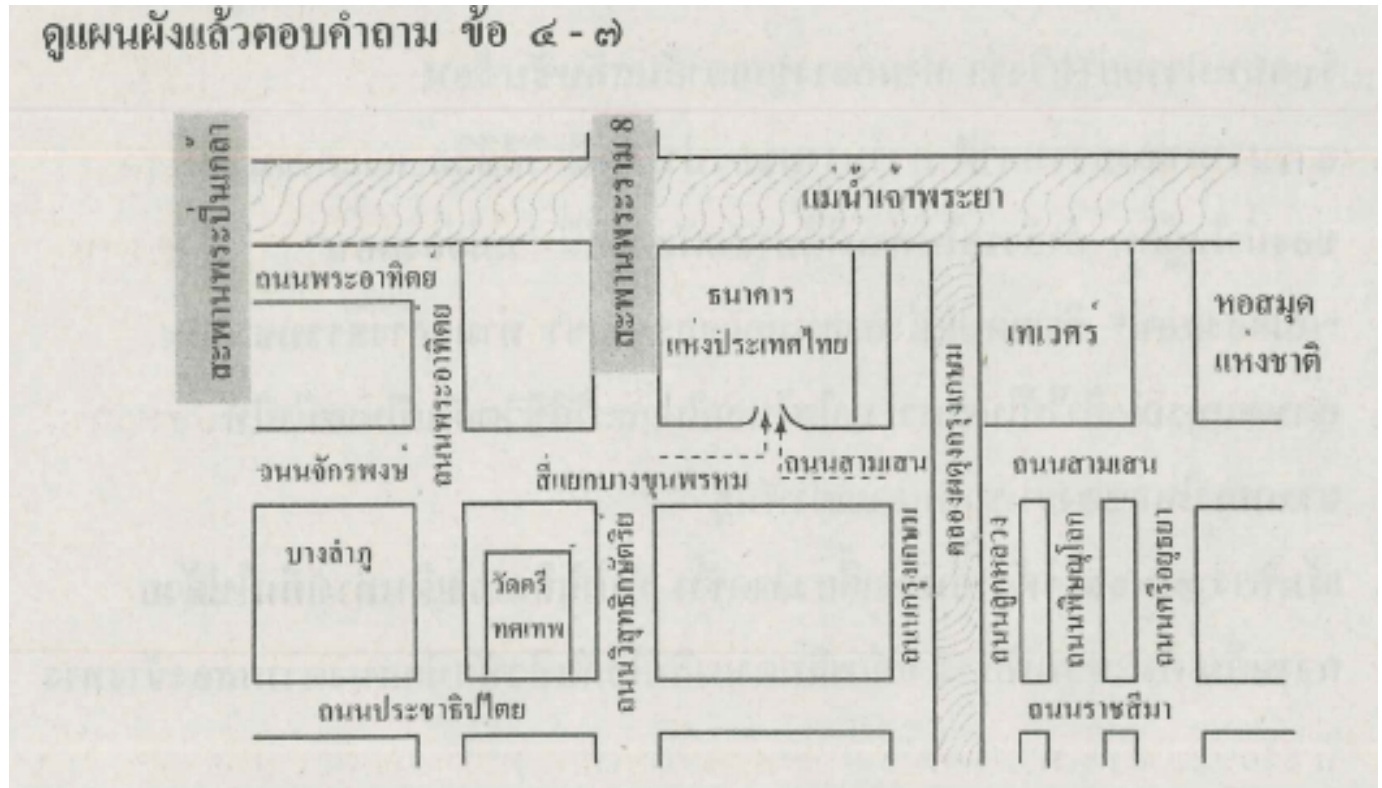 ดูแผนผังแล้วตอบคำถาม ข้อ ๔ - ๗
สะพานพระปิ่นเกล้า
สะพานพระราม 8
แม่น้ำเจ้าพระยา
ถนนพระอาทิตย์
ถนนพระอาทิตย์
ธนาคาร
แห่งประเทศไทย
คลองผดุงกรุงเกษม
เทเวศร์
หอสมุด
แห่งชาติ
ถนนจักรพงษ์
สี่แยกบางขุนพรหม
ถนนสามเสน
ถนนสามเสน
บางลำภู
วัดตรี
ทศเทพ
ถนนวิสุทธิกษัตริย์
ถนนกรุงเกษม
ถนนลูกหลวง
ถนนพิษณุโลก
ถนนศรีอยุธยา
ถนนประชาธิปไตย
ถนนราชสีมา